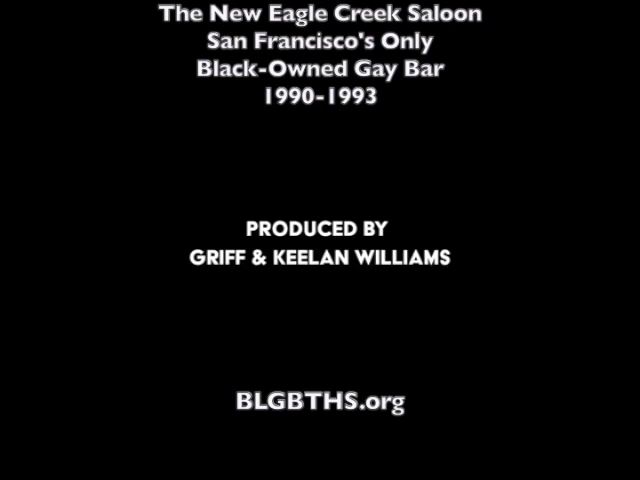 The New Eagle Creek Saloon
San Francisco's Only
Black-Owned Gay Bar
1990-1993
PRODUCED BY
GRIFF & KEELAN WILLIAMS
BLGBTHS.org